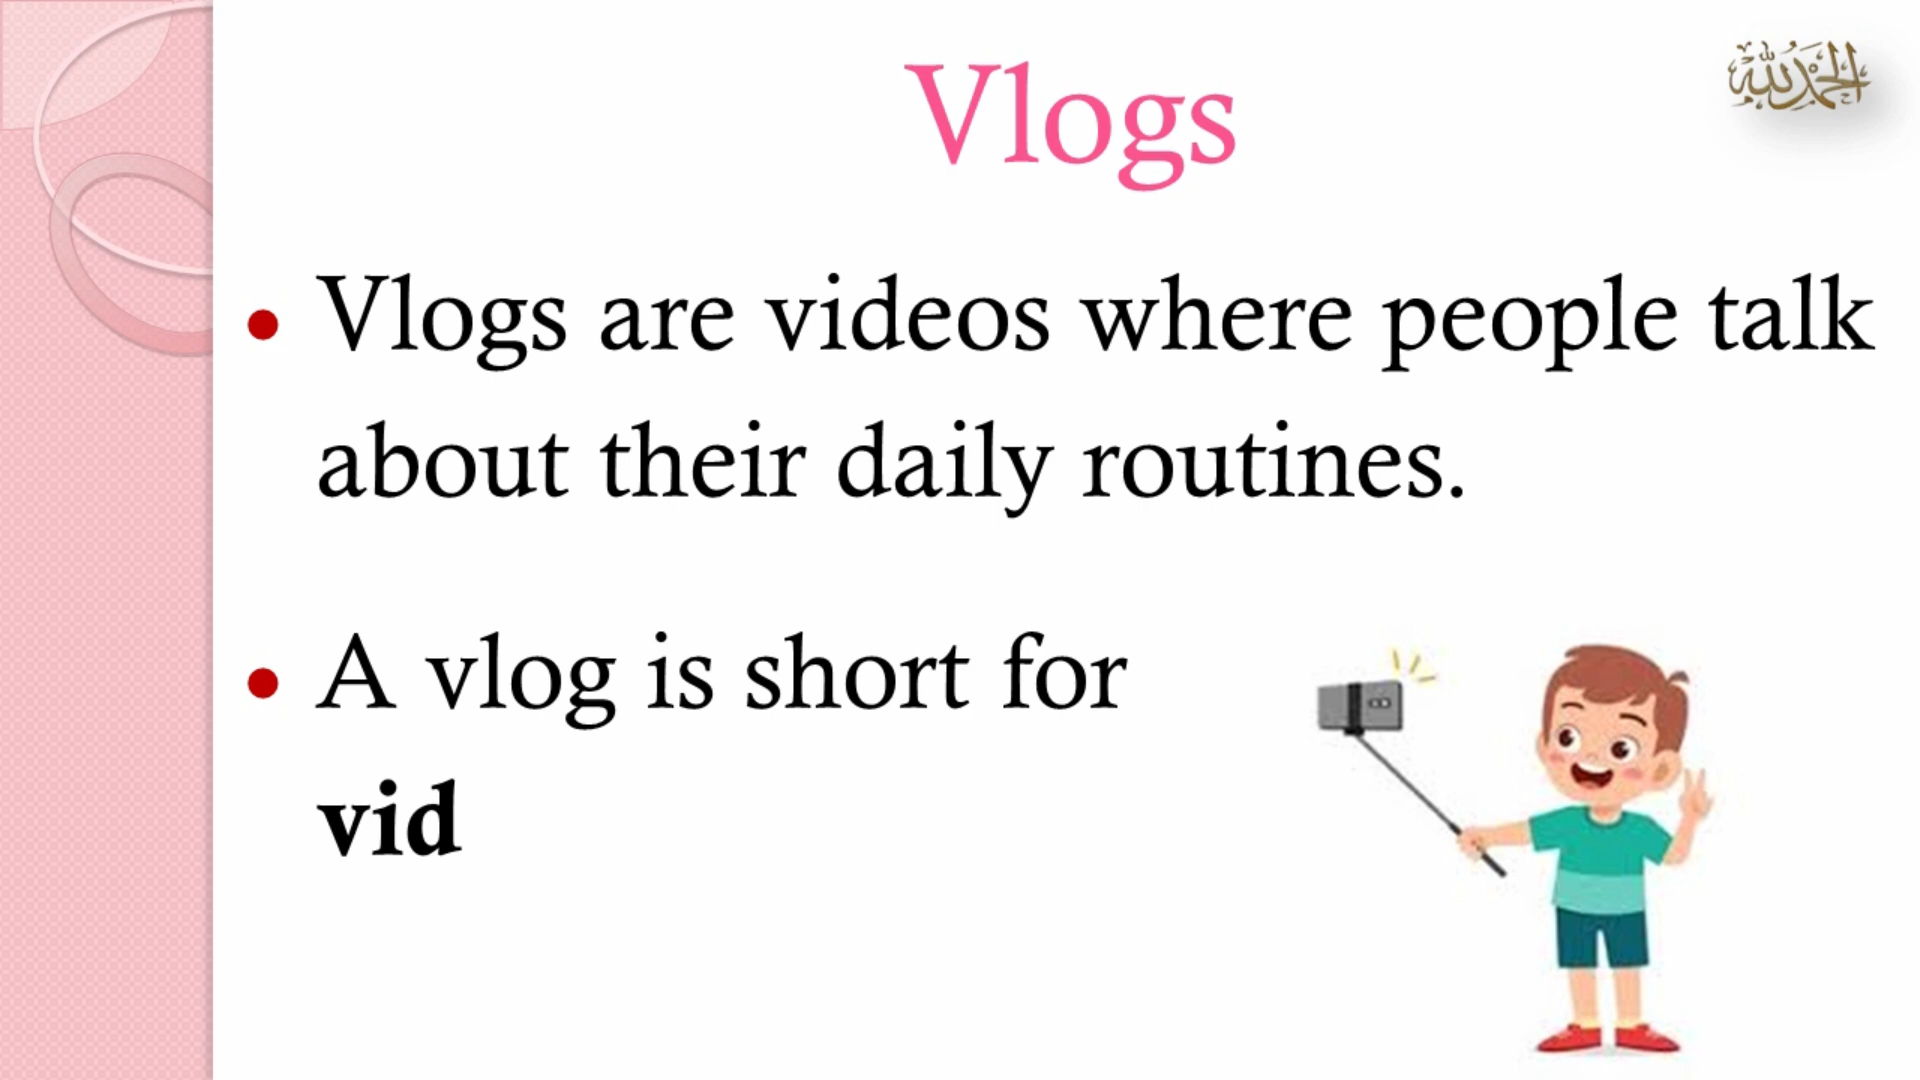 Vlogs
الحمد لله
Vlogs are videos where people talk
about their daily routines.
A vlog is short for
vid